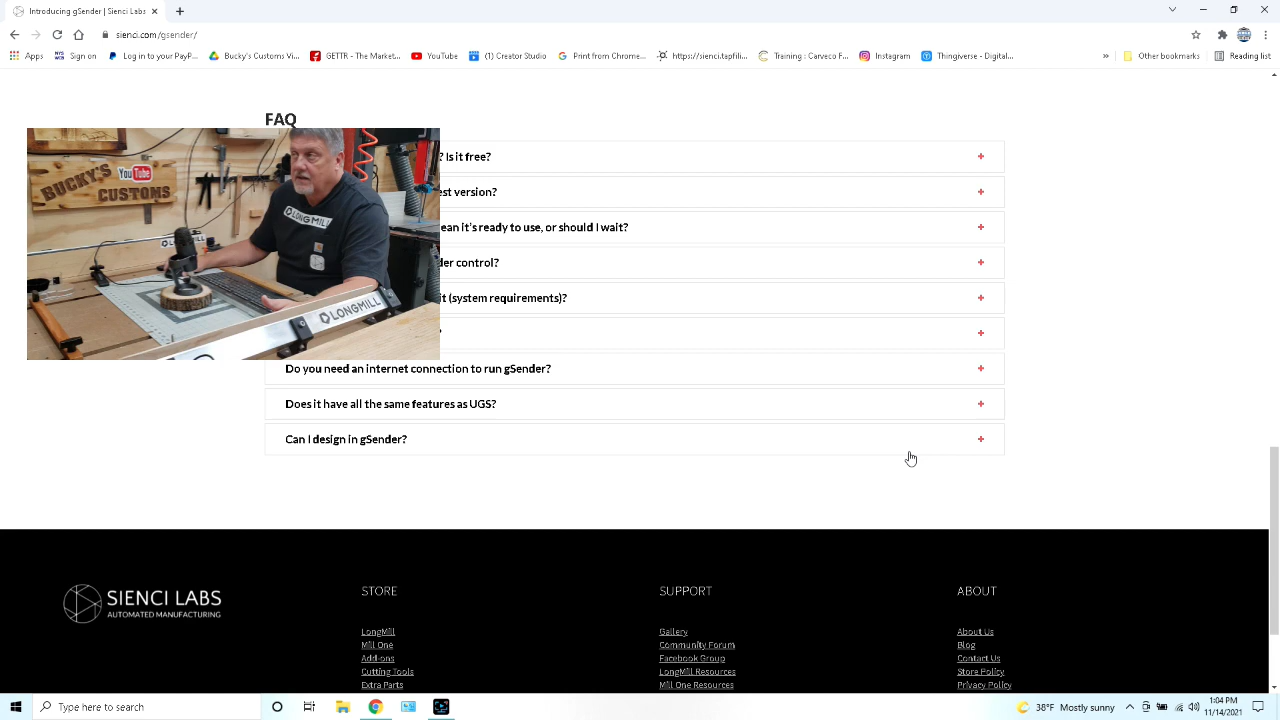 Introducing gSender |
sienci.com/gsender/
Apps
Sign on
Log in to your PayP...
Bucky's Customs V...
GETTR - The Market...
YouTube
(1) Creator Studio
Print from Chrome...
https://sienci.tapfili...
Training : Carveco...
Instagram
Thingiverse - Digital...
»
Other bookmarks
Reading list
FAQ
? Is it free?
est version?
ean it's ready to use, or should I wait?
der control?
it (system requirements)?
?
Do you need an internet connection to run gSender?
Does it have all the same features as UGS?
Can I design in gSender?
BUCKY'S
CUSTOMS
YouTube
LONGMILL
LONGMILL
LONGMILL
SIENCI LABS
AUTOMATED MANUFACTURING
STORE
LongMill
Mill One
Add-ons
Cutting Tools
Extra Parts
SUPPORT
Gallery
Community Forum
Facebook Group
LongMill Resources
Mill One Resources
ABOUT
About Us
Blog
Contact Us
Store Policy
Privacy Policy
Type here to search
38°F Mostly sunny
1:04 PM
11/14/2021